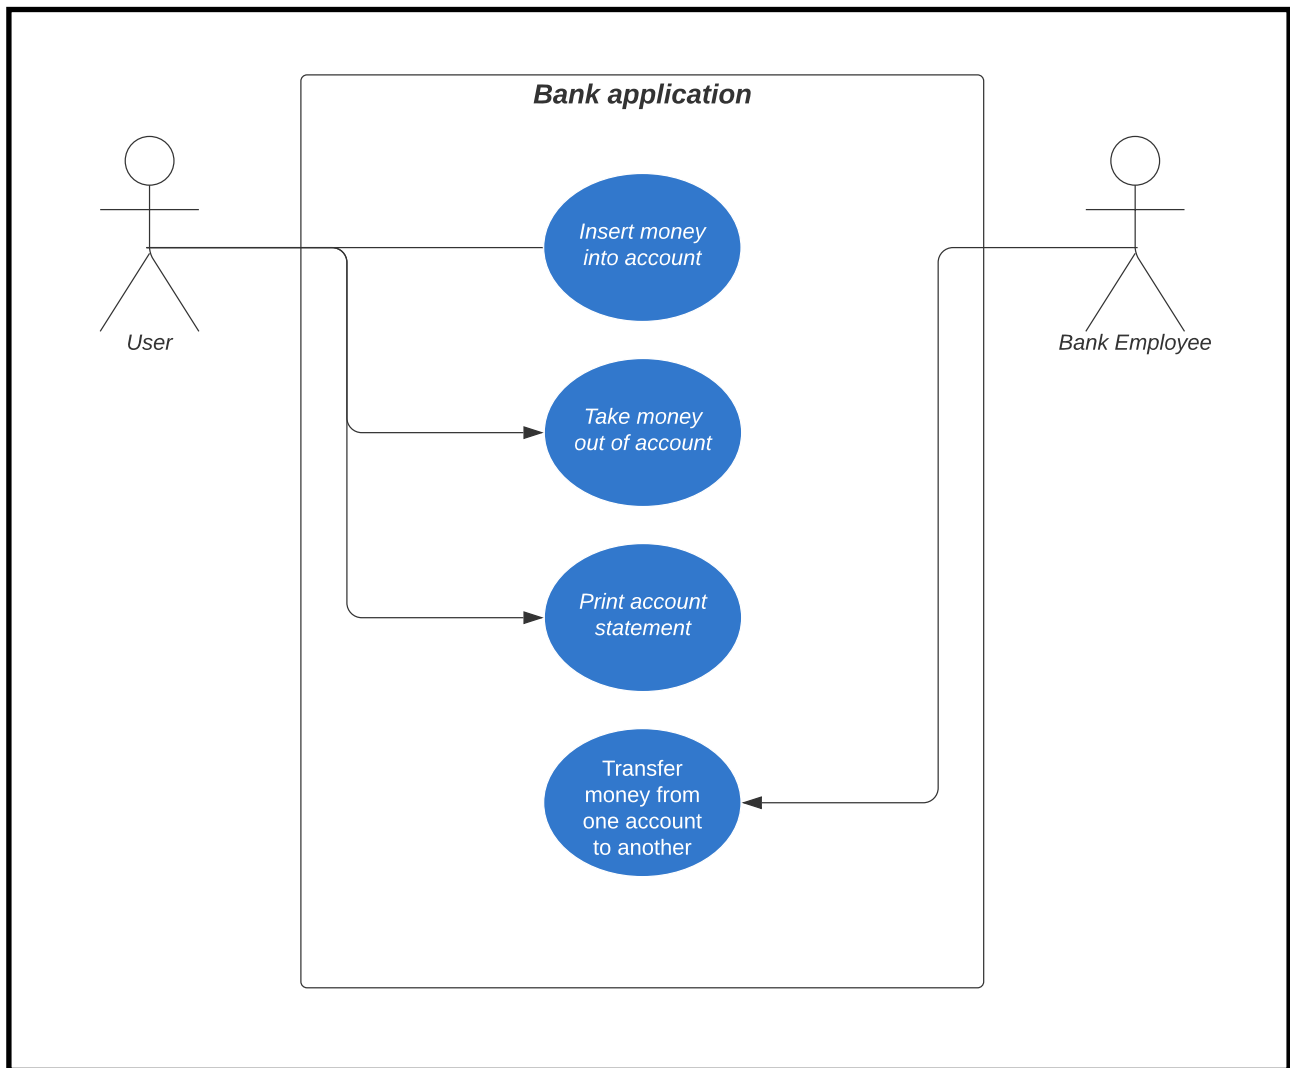 Bank application
Insert money
into account
User
Bank Employee
Take money
out of account
Print account
statement
Transfer
money from
one account
to another